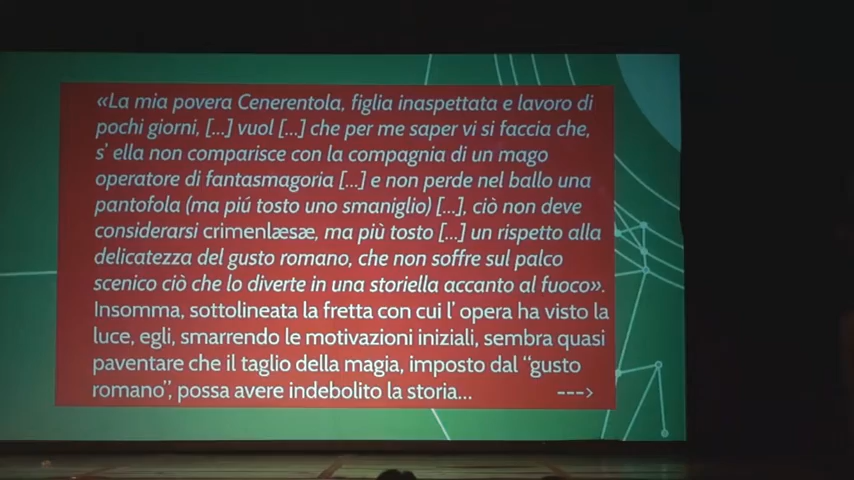 «La mia povera Cenerentola, figlia inaspettata e lavoro di
pochi giorni, [...] vuol [...] che per me saper vi si faccia che,
s' ella non comparisce con la compagnia di un mago
operatore di fantasmagoria [...] e non perde nel ballo una
pantofola (ma piú tosto uno smaniglio) [...], ciò non deve
considerarsi crimenlæsæ, ma più tosto [...] un rispetto alla
delicatezza del gusto romano, che non soffre sul palco
scenico ciò che lo diverte in una storiella accanto al fuoco».
Insomma, sottolineata la fretta con cui l' opera ha visto la
luce, egli, smarrendo le motivazioni iniziali, sembra quasi
paventare che il taglio della magia, imposto dal “gusto
romano”, possa avere indebolito la storia... --->